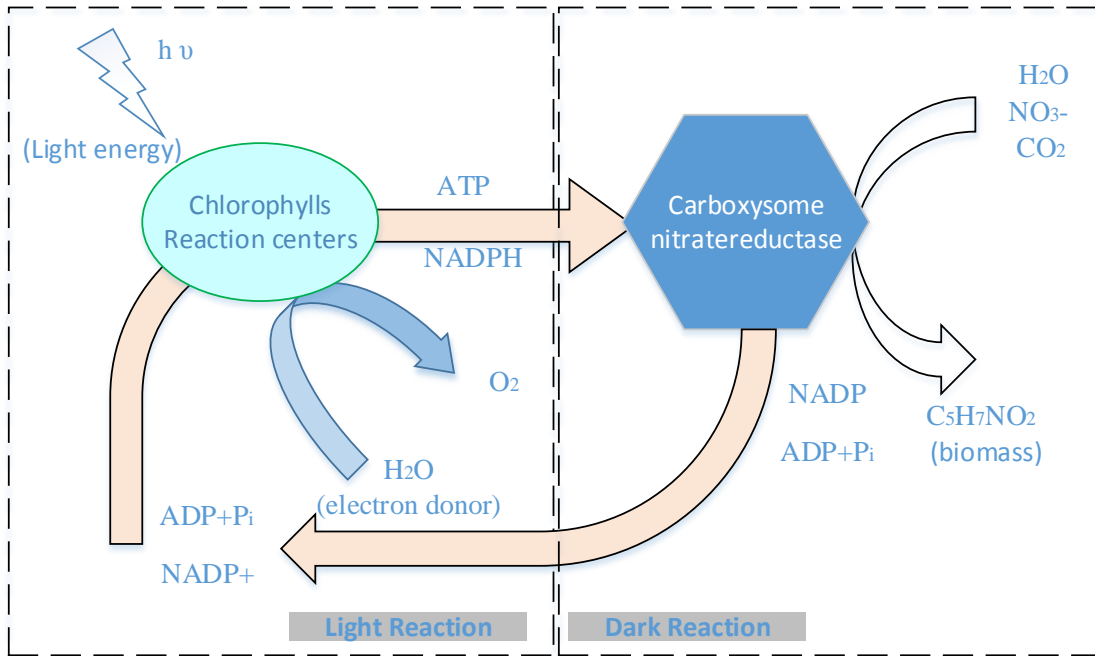 h υ
(Light energy)
Chlorophylls
Reaction centers
ATP
NADPH
O2
H2O
(electron donor)
ADP+Pi
NADP+
Light Reaction
Carboxysome
nitratereductase
H2O
NO3-
CO2
NADP
ADP+Pi
C5H7NO2
(biomass)
Dark Reaction